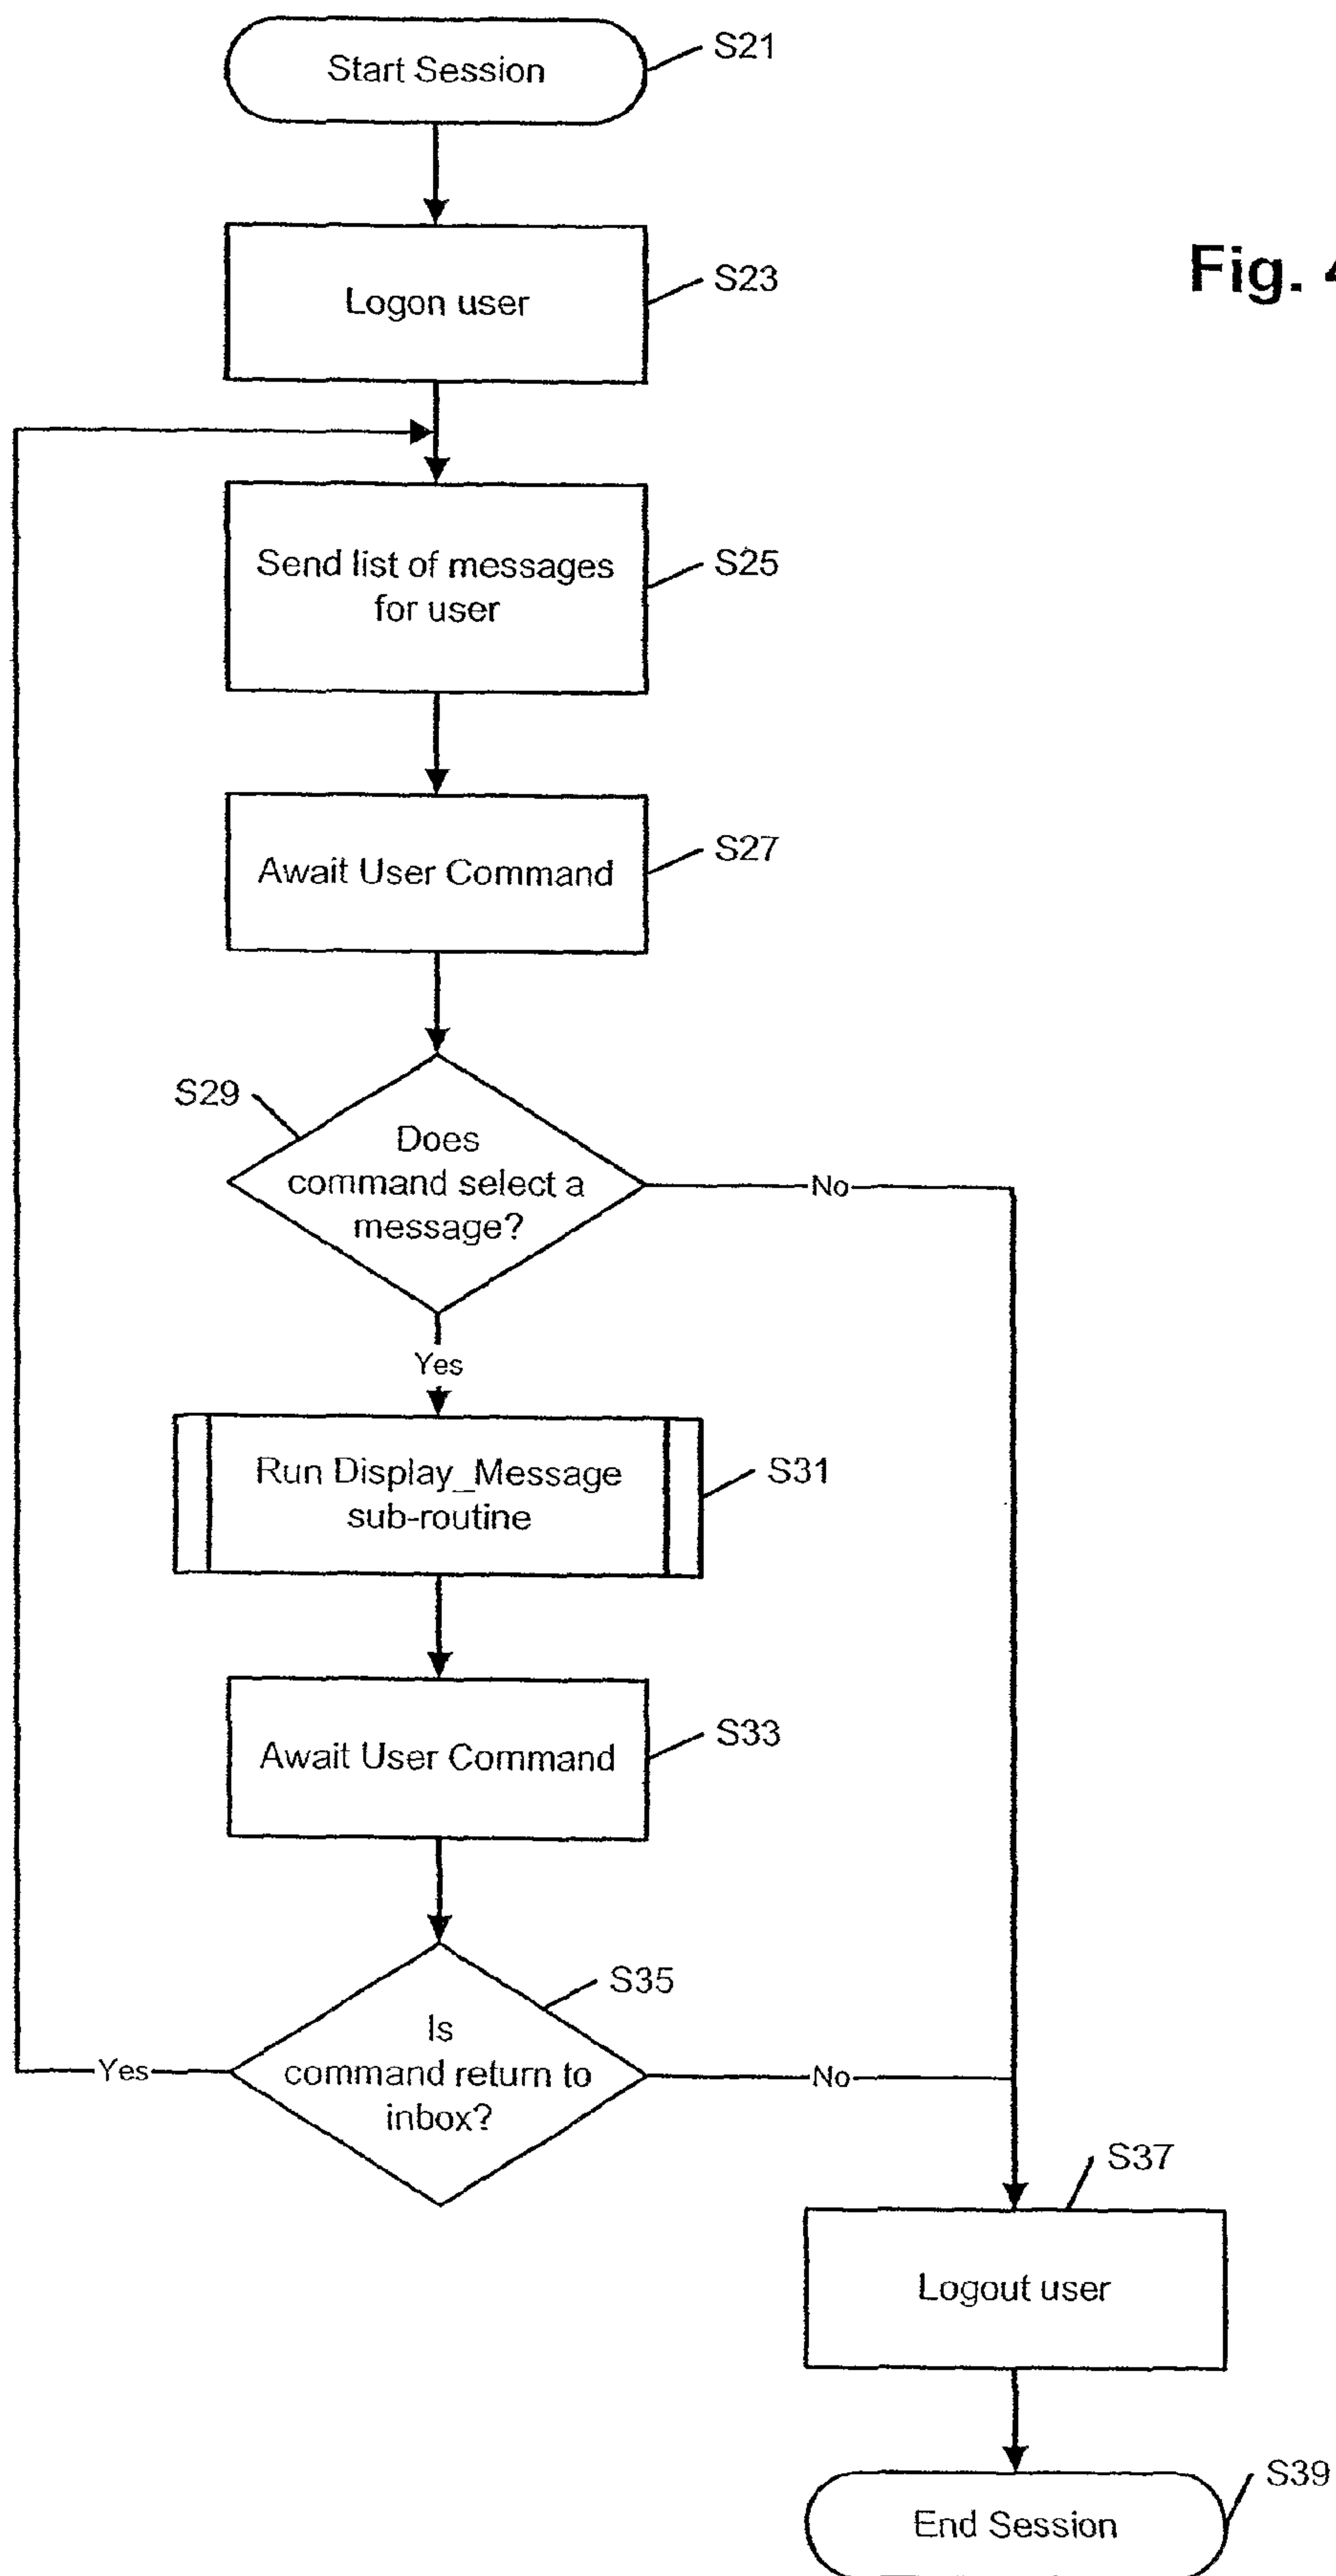 Start Session
S21
Fig. 4
Logon user
S23
Send list of messages
for user
S25
Await User Command
S27
S29
Does
command select a
message?
No
Yes
Run Display_Message
sub-routine
S31
Await User Command
S33
S35
Is
command return to
inbox?
Yes
No
S37
Logout user
S39
End Session